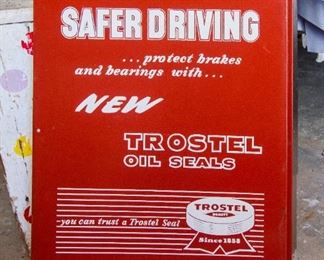 SAFER DRIVING
...protect brakes
and bearings with...
NEW
TROSTEL
OIL SEALS
-you can trust a Trostel Seal
TROSTEL
QUALITY
Since 1858